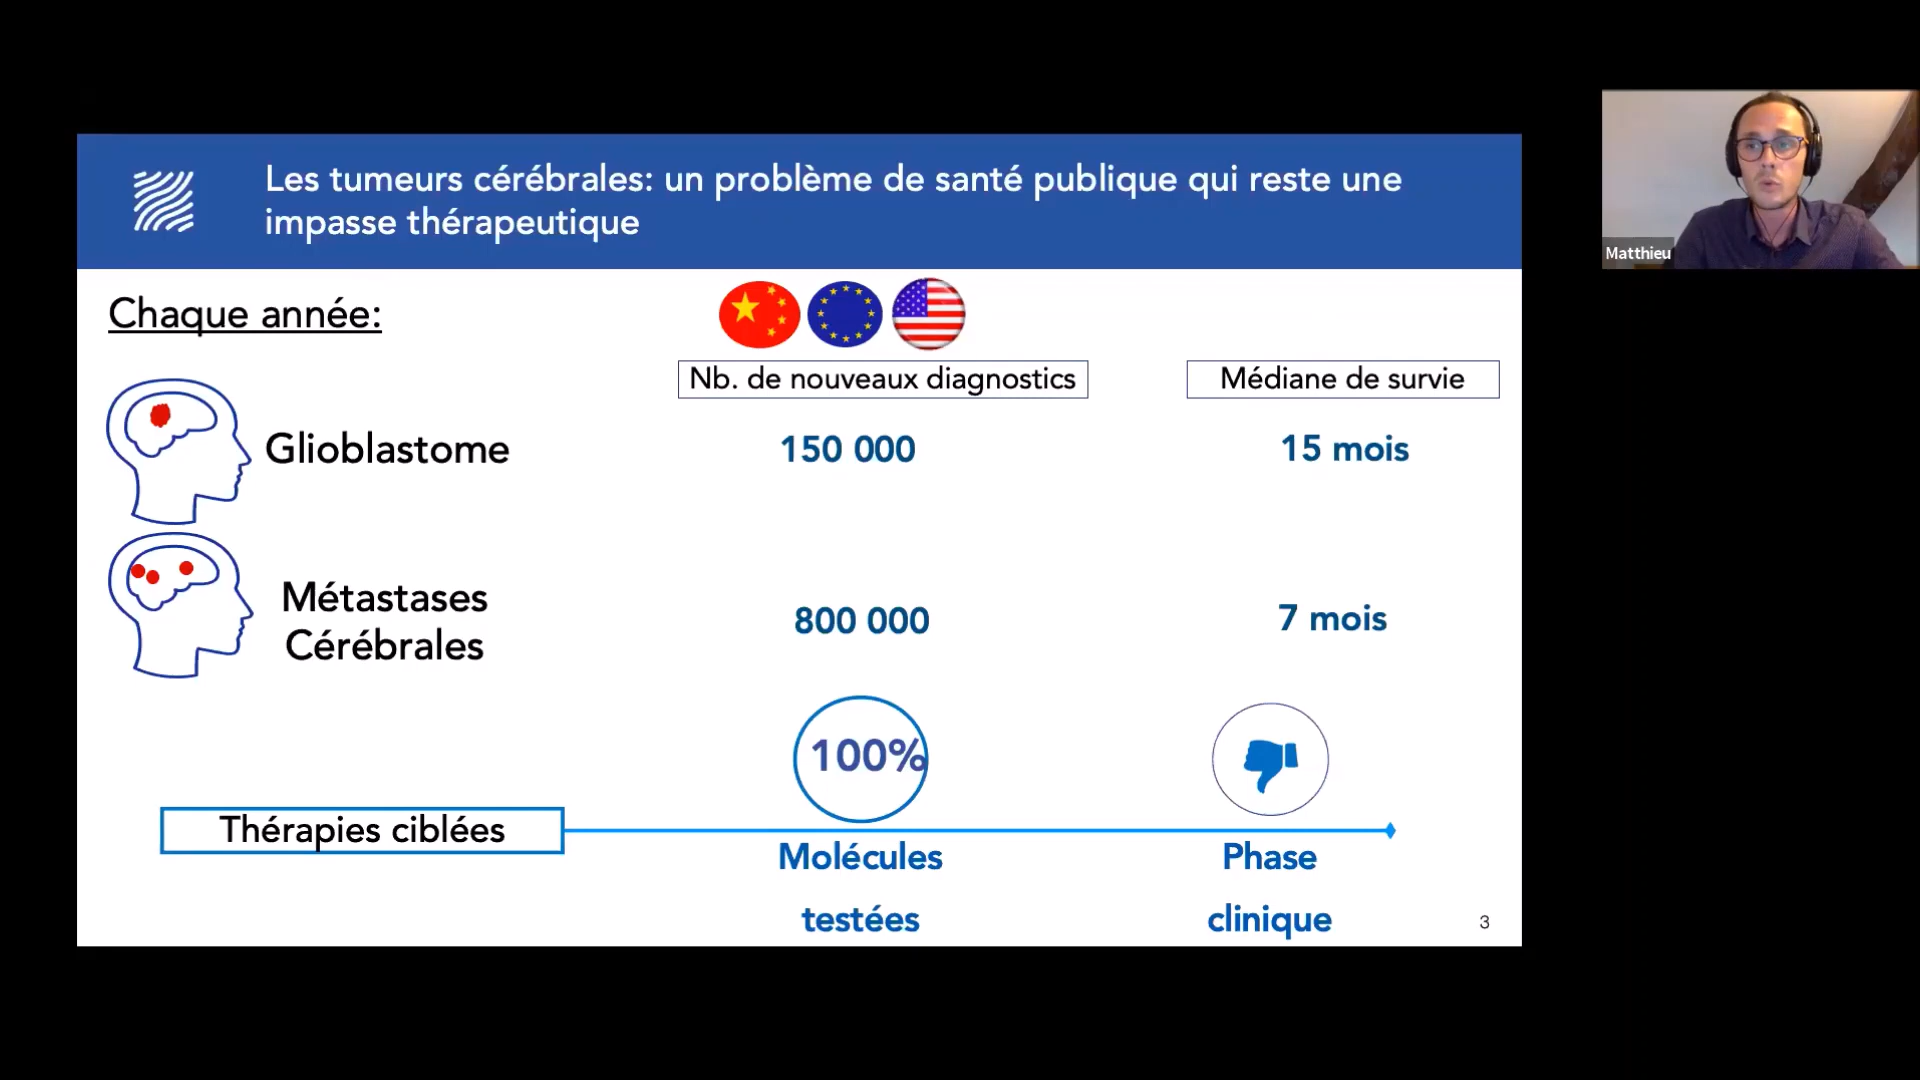 Les tumeurs cérébrales: un problème de santé publique qui reste une
impasse thérapeutique
Matthieu
Chaque année:
Nb. de nouveaux diagnostics
Médiane de survie
Glioblastome
150 000
15 mois
Métastases
Cérébrales
800 000
7 mois
100%
Thérapies ciblées
Molécules
testées
Phase
clinique
3